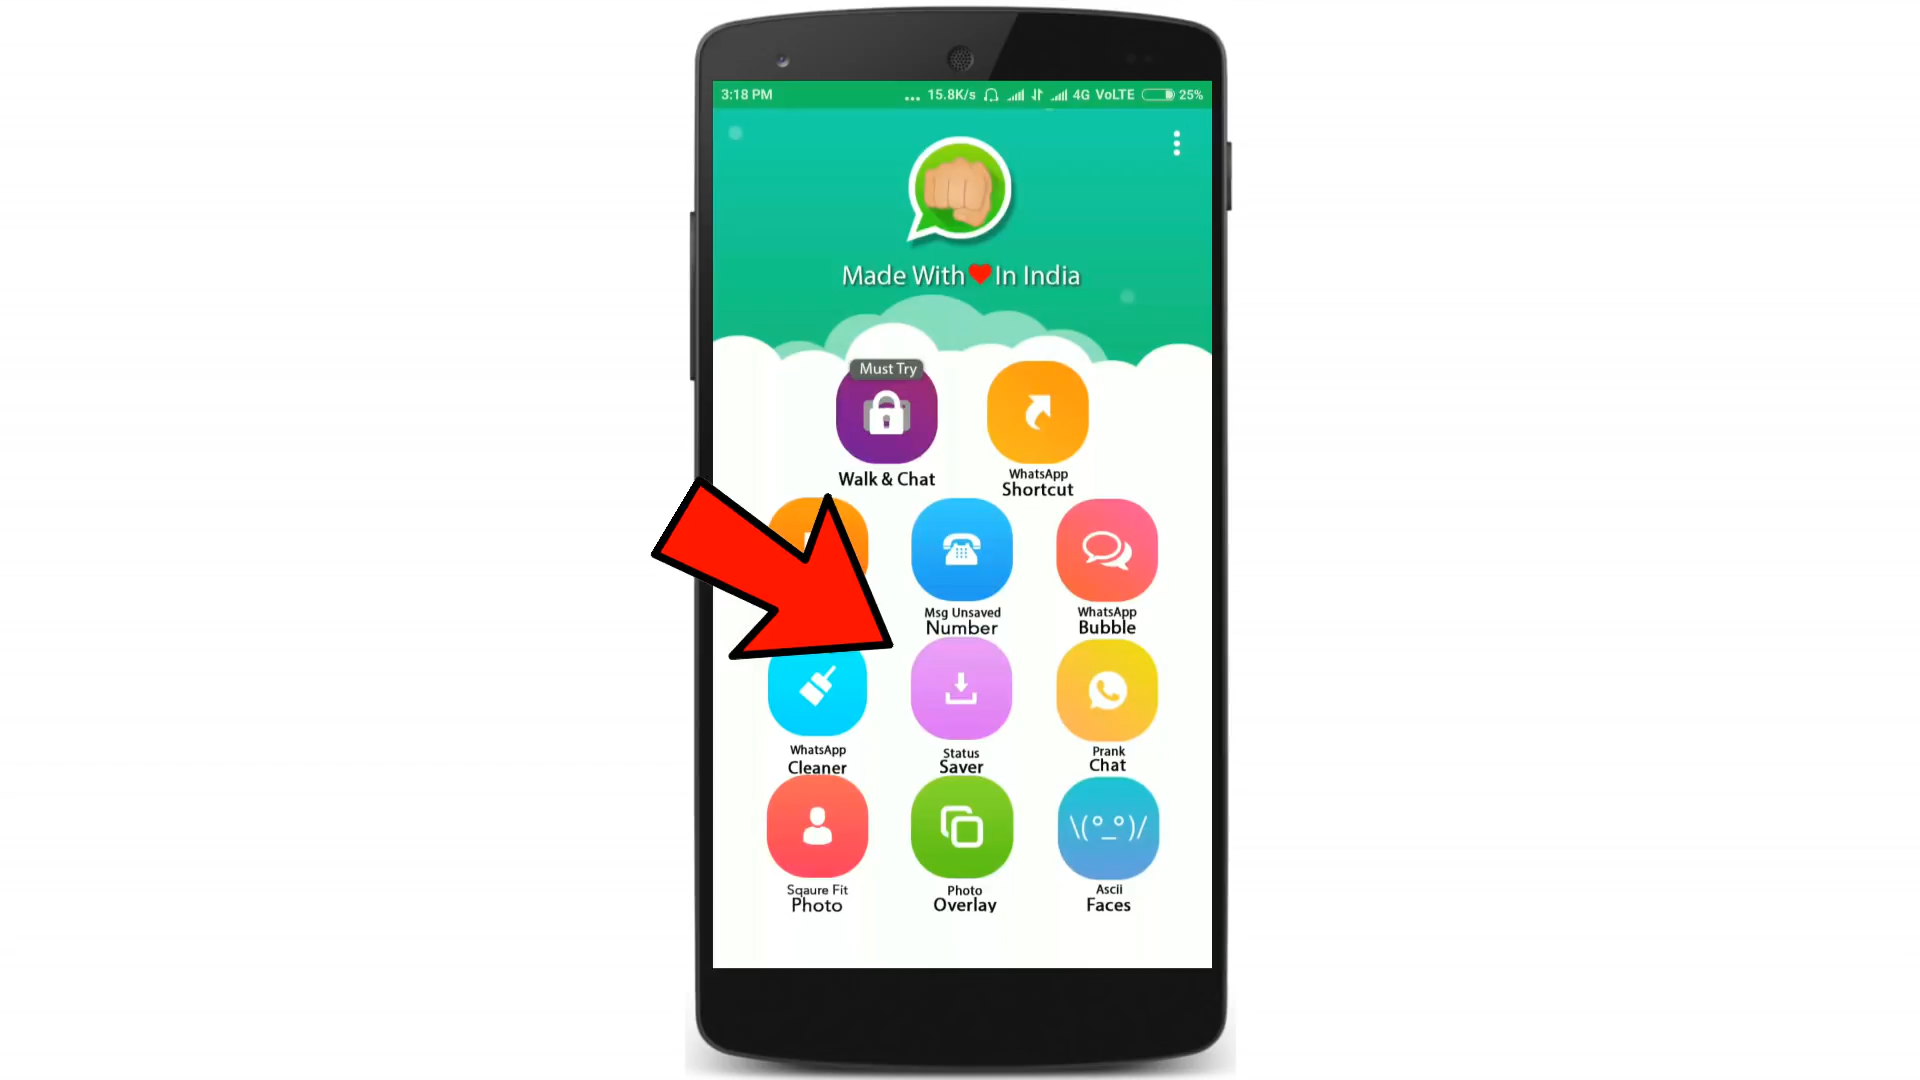 3:18 PM ... 15.8K/s 4G VoLTE 25%
Made With In India
Must Try
Walk & Chat
WhatsApp
Shortcut
Msg Unsaved
Number
WhatsApp
Bubble
WhatsApp
Cleaner
Status
Saver
Prank
Chat
Sqaure Fit
Photo
Photo
Overlay
\(°_°)/
Ascii
Faces